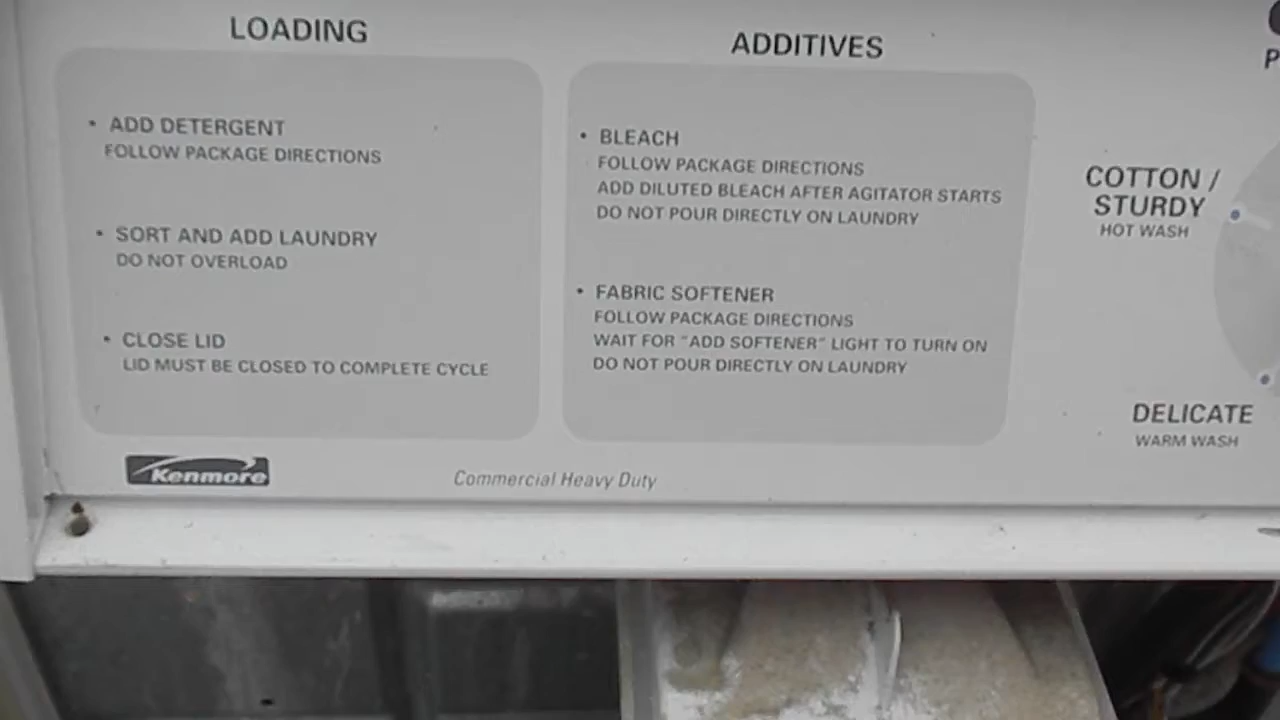 LOADING
• ADD DETERGENT
FOLLOW PACKAGE DIRECTIONS
• SORT AND ADD LAUNDRY
DO NOT OVERLOAD
• CLOSE LID
LID MUST BE CLOSED TO COMPLETE CYCLE
ADDITIVES
• BLEACH
FOLLOW PACKAGE DIRECTIONS
ADD DILUTED BLEACH AFTER AGITATOR STARTS
DO NOT POUR DIRECTLY ON LAUNDRY
• FABRIC SOFTENER
FOLLOW PACKAGE DIRECTIONS
WAIT FOR "ADD SOFTENER" LIGHT TO TURN ON
DO NOT POUR DIRECTLY ON LAUNDRY
COTTON /
STURDY
HOT WASH
DELICATE
WARM WASH
Kenmore
Commercial Heavy Duty